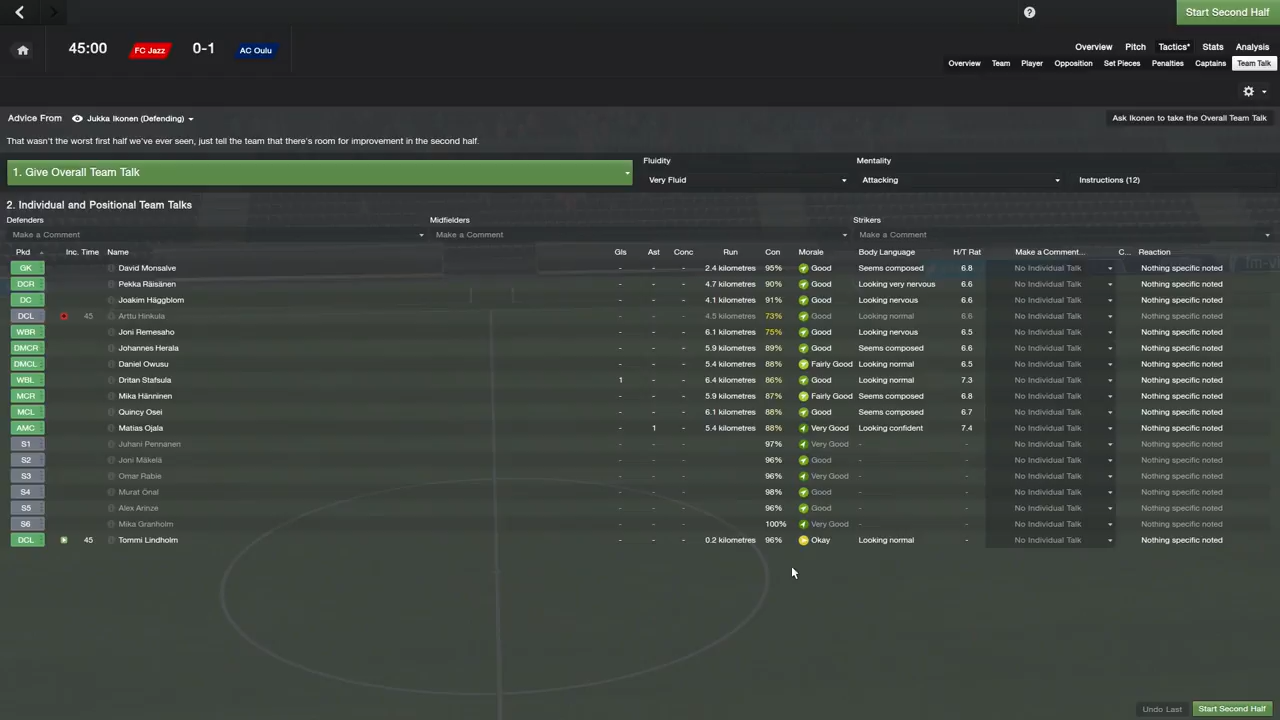 Start Second Half
45:00 FC Jazz 0-1 AC Oulu
Overview Pitch Tactics* Stats Analysis
Overview Team Player Opposition Set Pieces Penalties Captains Team Talk
Advice From Jukka Ikonen (Defending) Ask Ikonen to take the Overall Team Talk
That wasn't the worst first half we've ever seen, just tell the team that there's room for improvement in the second half.
Fluidity Mentality
1. Give Overall Team Talk Very Fluid Attacking Instructions (12)
2. Individual and Positional Team Talks
Defenders Midfielders Strikers
Make a Comment Make a Comment Make a Comment
Pkd Inc. Time Name Gls Ast Conc Run Con Morale Body Language H/T Rat Make a Comment... C... Reaction
GK David Monsalve - - - 2.4 kilometres 95% Good Seems composed 6.8 No Individual Talk Nothing specific noted
DCR Pekka Räisänen - - - 4.7 kilometres 90% Good Looking very nervous 6.6 No Individual Talk Nothing specific noted
DC Joakim Häggblom - - - 4.1 kilometres 91% Good Looking nervous 6.6 No Individual Talk Nothing specific noted
DCL 45 Arttu Hinkula - - - 4.5 kilometres 73% Good Looking normal 6.6 No Individual Talk Nothing specific noted
WBR Joni Remesaho - - - 6.1 kilometres 75% Good Looking nervous 6.5 No Individual Talk Nothing specific noted
DMCR Johannes Herala - - - 5.9 kilometres 89% Good Seems composed 6.6 No Individual Talk Nothing specific noted
DMCL Daniel Owusu - - - 5.4 kilometres 88% Fairly Good Looking normal 6.5 No Individual Talk Nothing specific noted
WBL Dritan Stafsula 1 - - 6.4 kilometres 86% Good Looking normal 7.3 No Individual Talk Nothing specific noted
MCR Mika Hänninen - - - 5.9 kilometres 87% Fairly Good Seems composed 6.8 No Individual Talk Nothing specific noted
MCL Quincy Osei - - - 6.1 kilometres 88% Good Seems composed 6.7 No Individual Talk Nothing specific noted
AMC Matias Ojala - 1 - 5.4 kilometres 88% Very Good Looking confident 7.4 No Individual Talk Nothing specific noted
S1 Juhani Pennanen - - - 97% Very Good - - No Individual Talk Nothing specific noted
S2 Joni Mäkelä - - - 96% Good - - No Individual Talk Nothing specific noted
S3 Omar Rabie - - - 96% Very Good - - No Individual Talk Nothing specific noted
S4 Murat Önal - - - 98% Good - - No Individual Talk Nothing specific noted
S5 Alex Arinze - - - 96% Good - - No Individual Talk Nothing specific noted
S6 Mika Granholm - - - 100% Very Good - - No Individual Talk Nothing specific noted
DCL 45 Tommi Lindholm - - - 0.2 kilometres 96% Okay Looking normal - No Individual Talk Nothing specific noted
Undo Last Start Second Half